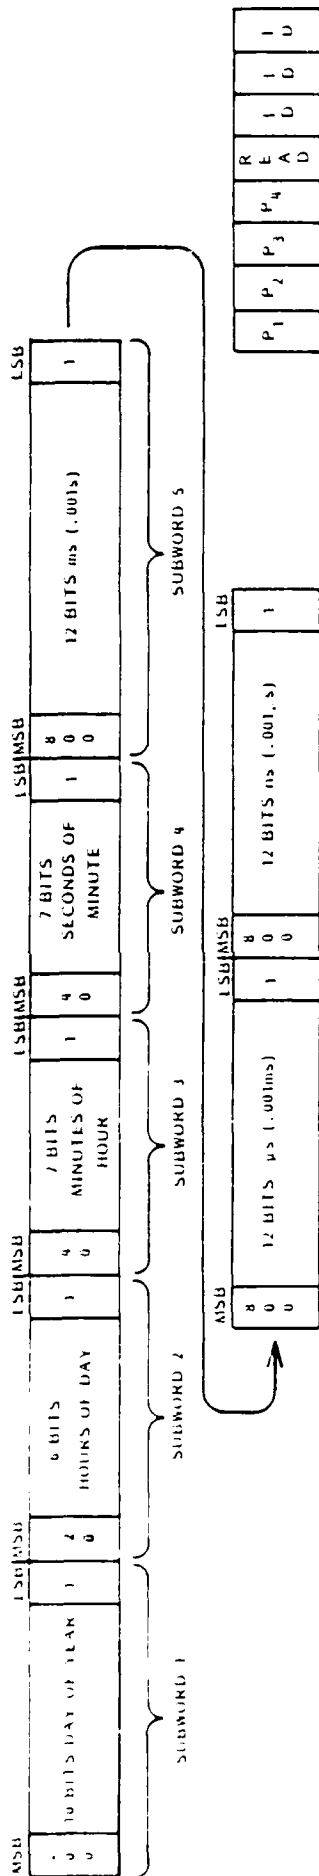 MSB LSB MSB LSB MSB LSB MSB LSB MSB LSB
10 BITS DAY OF YEAR 1
2 0
6 BITS
HOURS OF DAY
1
4 0
7 BITS
MINUTES OF
HOUR
1
4 0
7 BITS
SECONDS OF
MINUTE
1
8 0 0
12 BITS ms (.001s)
1
SUBWORD 1 SUBWORD 2 SUBWORD 3 SUBWORD 4 SUBWORD 5
MSB LSB MSB LSB
8 0 0
12 BITS μs (.001ms)
1
8 0 0
12 BITS ns
1
P1 P2 P3 P4 READ ID ID ID